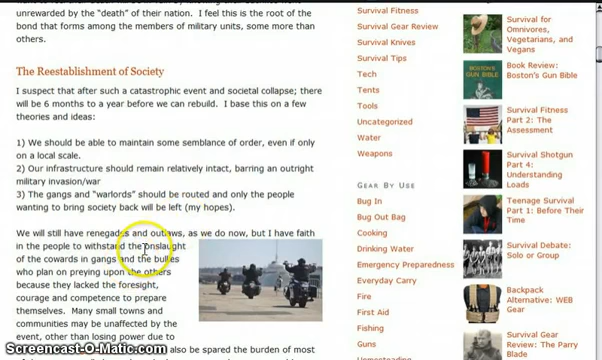 unrewarded by the "death" of their nation.  I feel this is the root of the
bond that forms among the members of military units, some more than
others.
The Reestablishment of Society
I suspect that after such a catastrophic event and societal collapse; there
will be 6 months to a year before we can rebuild.  I base this on a few
theories and ideas:
1) We should be able to maintain some semblance of order, even if only
on a local scale.
2) Our infrastructure should remain relatively intact, barring an outright
military invasion/war
3) The gangs and "warlords" should be routed and only the people
wanting to bring society back will be left (my hopes).
We will still have renegades and outlaws, as we do now, but I have faith
in the people to withstand the onslaught
of the cowards in gangs and the bullies
who plan on preying upon the others
because they lacked the foresight,
courage and competence to prepare
themselves.  Many small towns and
communities may be unaffected by the
event, other than losing power due to
also be spared the burden of most
Survival Fitness
Survival Gear Review
Survival Knives
Survival Tips
Tech
Tents
Tools
Uncategorized
Water
Weapons
Gear By Use
Bug In
Bug Out Bag
Cooking
Drinking Water
Emergency Preparedness
Everyday Carry
Fire
First Aid
Fishing
Guns
Survival for
Omnivores,
Vegetarians, and
Vegans
Book Review:
Boston's Gun Bible
BOSTON'S
GUN BIBLE
Survival Fitness
Part 2: The
Assessment
Survival Shotgun
Part 4:
Understanding
Loads
Teenage Survival
Part 1: Before Their
Time
Survival Debate:
Solo or Group
Backpack
Alternative: WEB
Gear
Survival Gear
Review: The Parry
Blade
Screencast-O-Matic.com